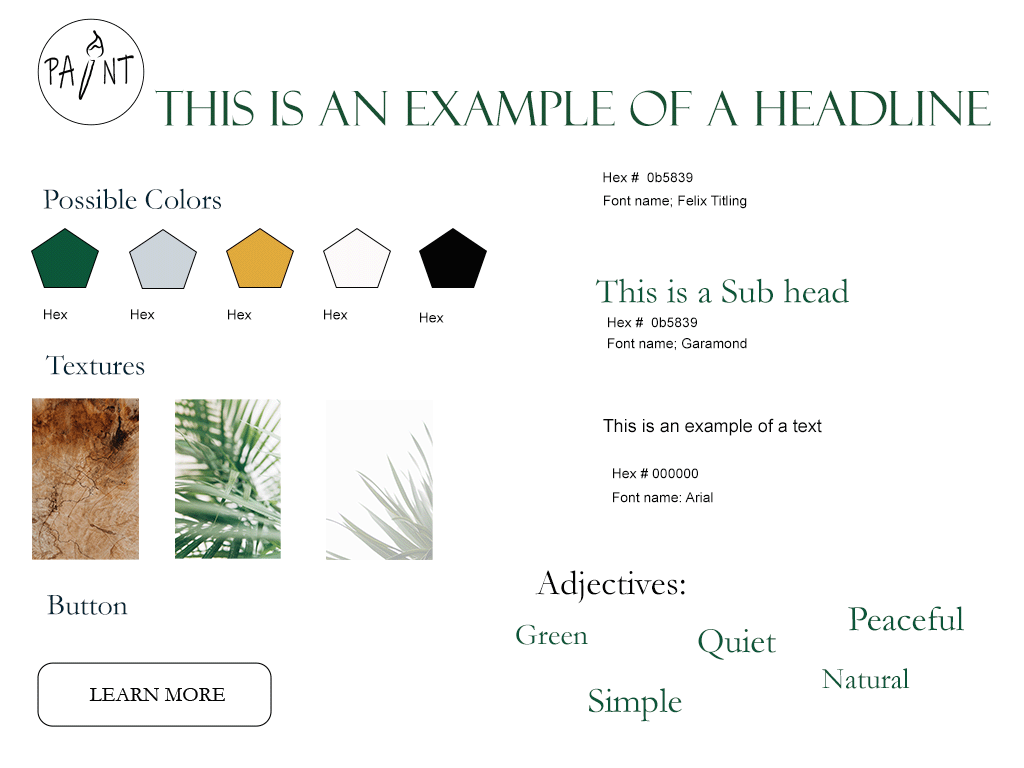 PAINT
THIS IS AN EXAMPLE OF A HEADLINE
Possible Colors
Hex
Hex
Hex
Hex
Hex
Textures
Button
LEARN MORE
Hex #  0b5839
Font name; Felix Titling
This is a Sub head
Hex #  0b5839
Font name; Garamond
This is an example of a text
Hex # 000000
Font name: Arial
Adjectives:
Green
Quiet
Peaceful
Simple
Natural